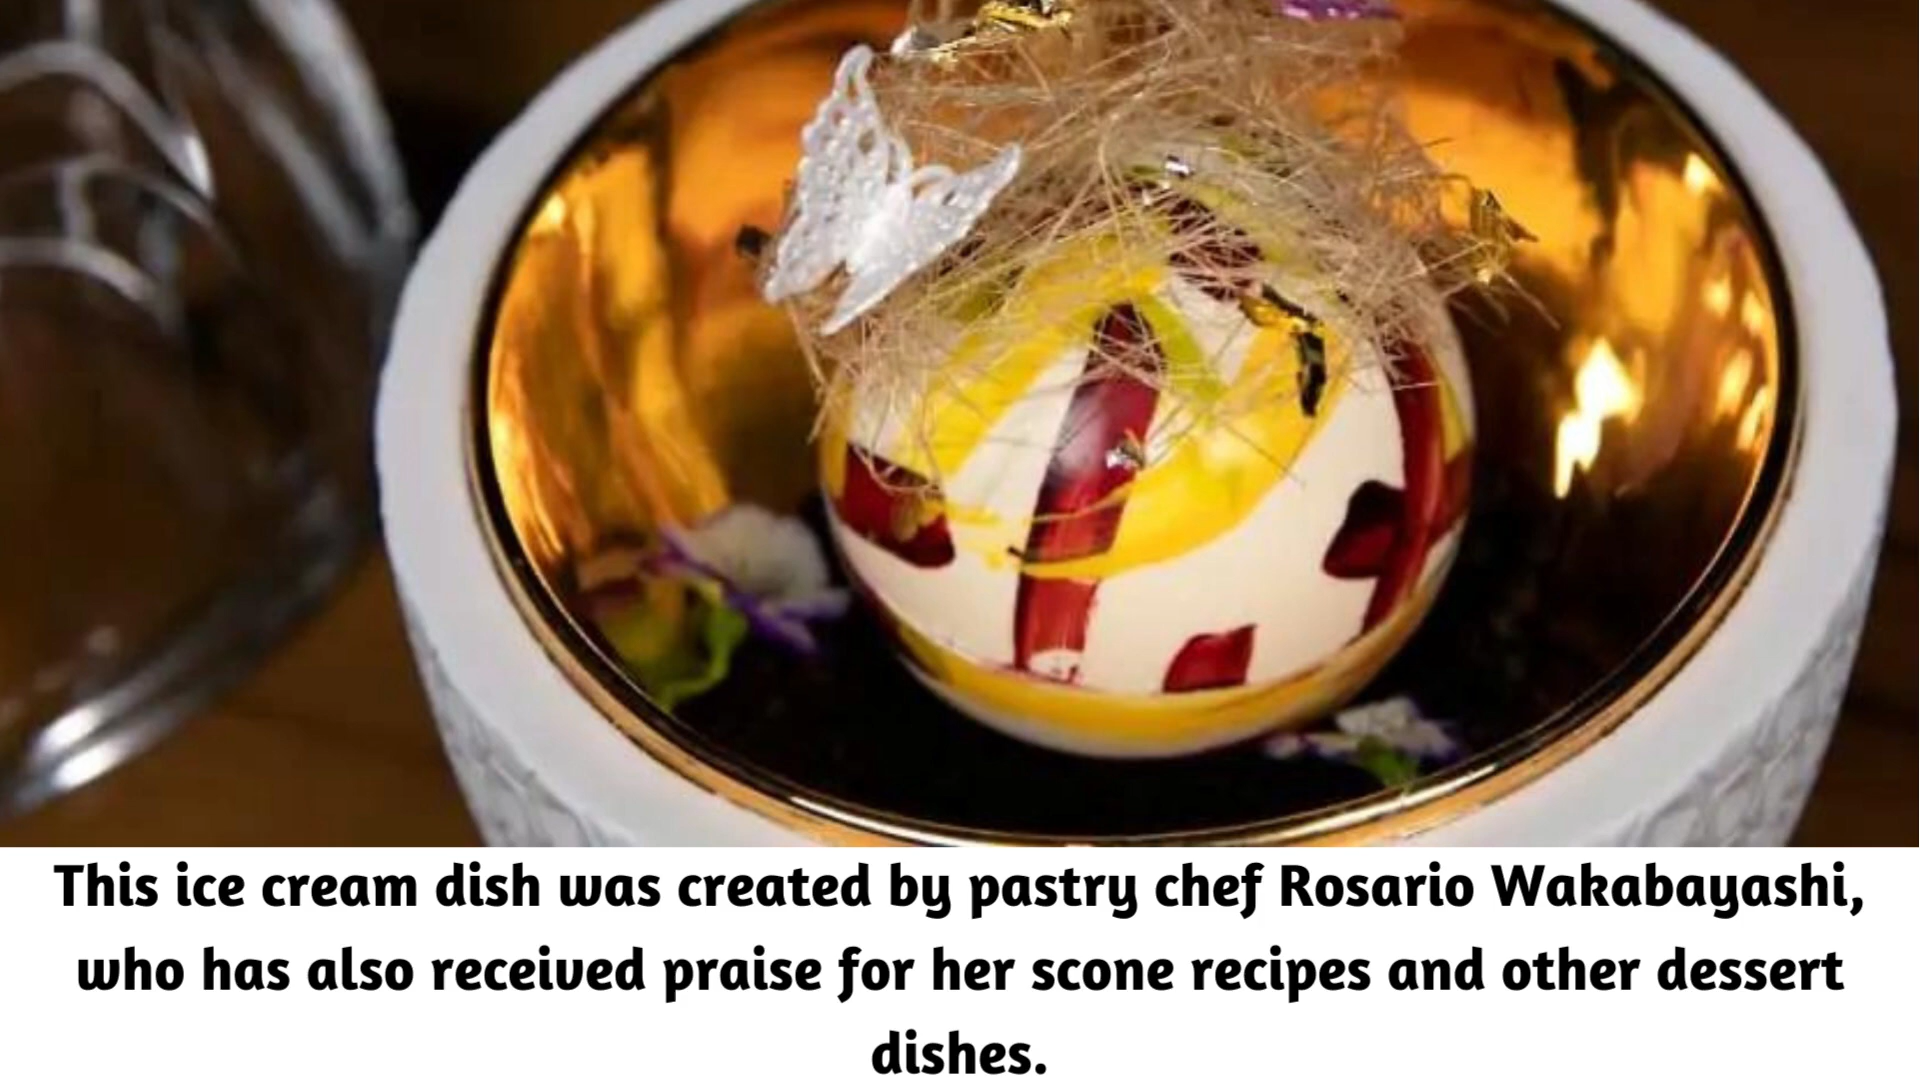 This ice cream dish was created by pastry chef Rosario Wakabayashi,
who has also received praise for her scone recipes and other dessert
dishes.